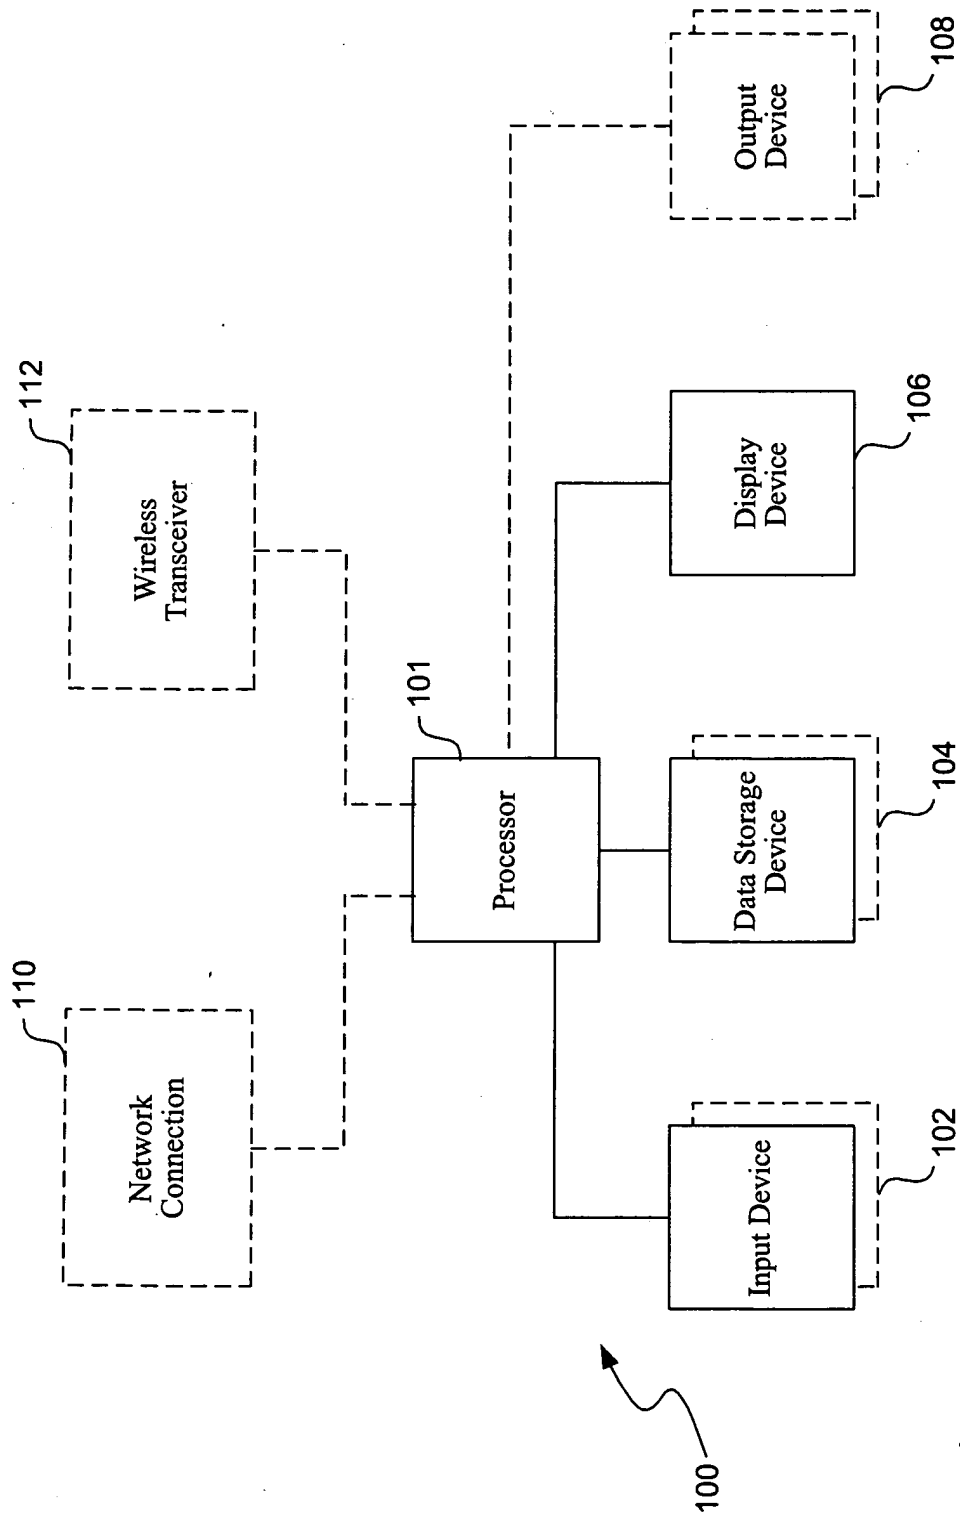 110
Network
Connection
112
Wireless
Transceiver
101
Processor
100
Input Device
102
Data Storage
Device
104
Display
Device
106
Output
Device
108